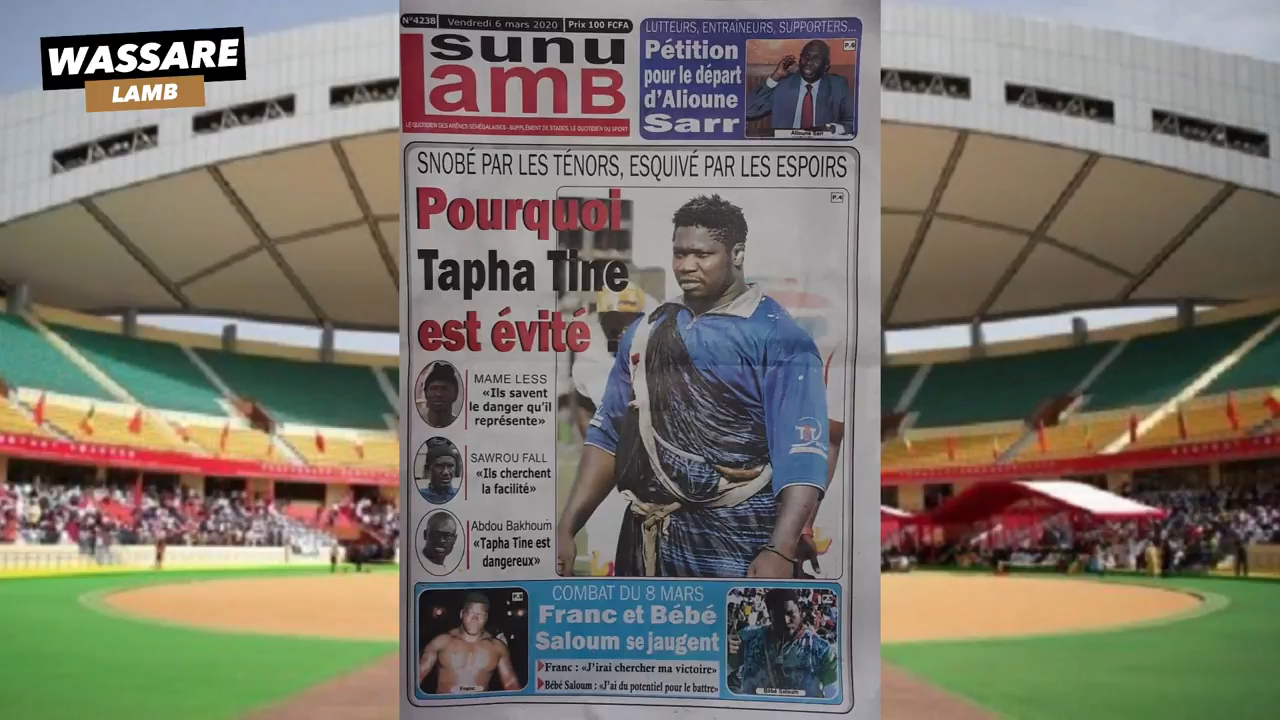 WASSARE
LAMB
N°4238 Vendredi 6 mars 2020 Prix 100 FCFA
sunu
lamB
LE QUOTIDIEN DES ARÈNES SÉNÉGALAISES - SUPPLÉMENT DE STADES, LE QUOTIDIEN DU SPORT
LUTTEURS, ENTRAINEURS, SUPPORTERS...
Pétition
pour le départ
d'Alioune
Sarr
P.6
Alioune Sarr
SNOBÉ PAR LES TÉNORS, ESQUIVÉ PAR LES ESPOIRS
Pourquoi
Tapha Tine
est évité
P.4
MAME LESS
«Ils savent
le danger qu'il
représente»
SAWROU FALL
«Ils cherchent
la facilité»
Abdou Bakhoum
«Tapha Tine est
dangereux»
COMBAT DU 8 MARS
Franc et Bébé
Saloum se jaugent
Franc : «J'irai chercher ma victoire»
Bébé Saloum : «J'ai du potentiel pour le battre»
Franc
Bébé Saloum